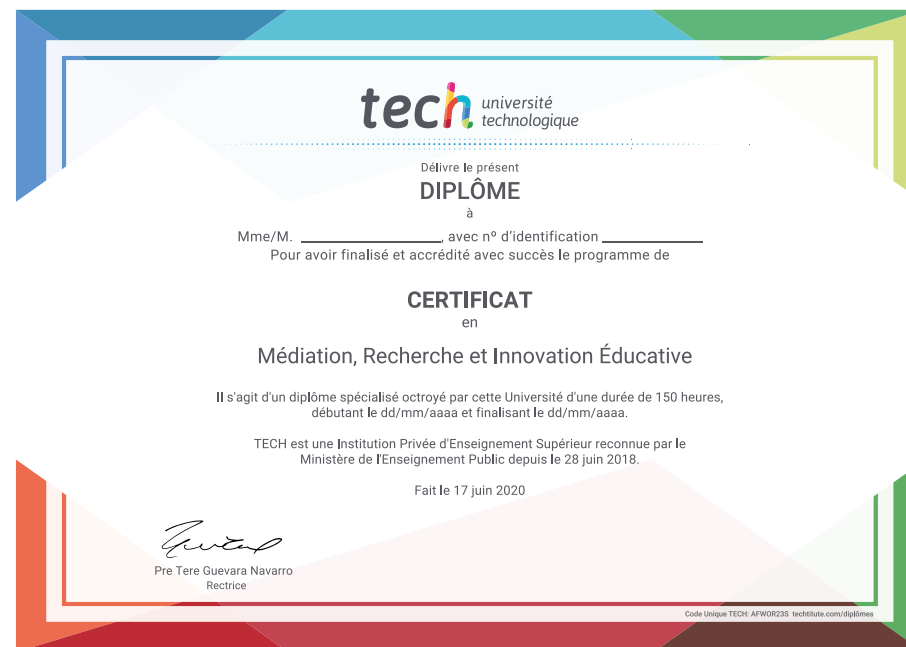 tech université
technologique
Délivre le présent
DIPLÔME
à
Mme/M. ____________________, avec nº d'identification ______________
Pour avoir finalisé et accrédité avec succès le programme de
CERTIFICAT
en
Médiation, Recherche et Innovation Éducative
Il s'agit d'un diplôme spécialisé octroyé par cette Université d'une durée de 150 heures,
débutant le dd/mm/aaaa et finalisant le dd/mm/aaaa.
TECH est une Institution Privée d'Enseignement Supérieur reconnue par le
Ministère de l'Enseignement Public depuis le 28 juin 2018.
Fait le 17 juin 2020
Pre Tere Guevara Navarro
Rectrice
Code Unique TECH: AFWOR23S techtitute.com/diplômes